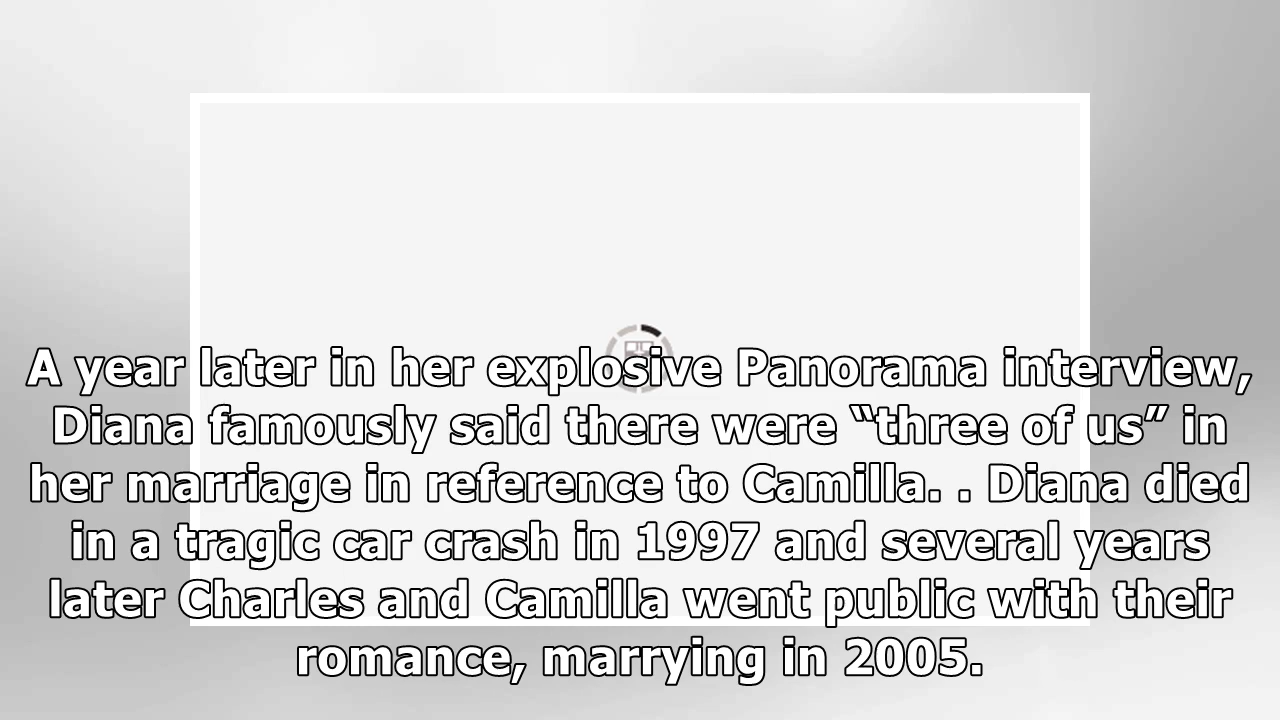 A year later in her explosive Panorama interview,
Diana famously said there were “three of us” in
her marriage in reference to Camilla. . Diana died
in a tragic car crash in 1997 and several years
later Charles and Camilla went public with their
romance, marrying in 2005.